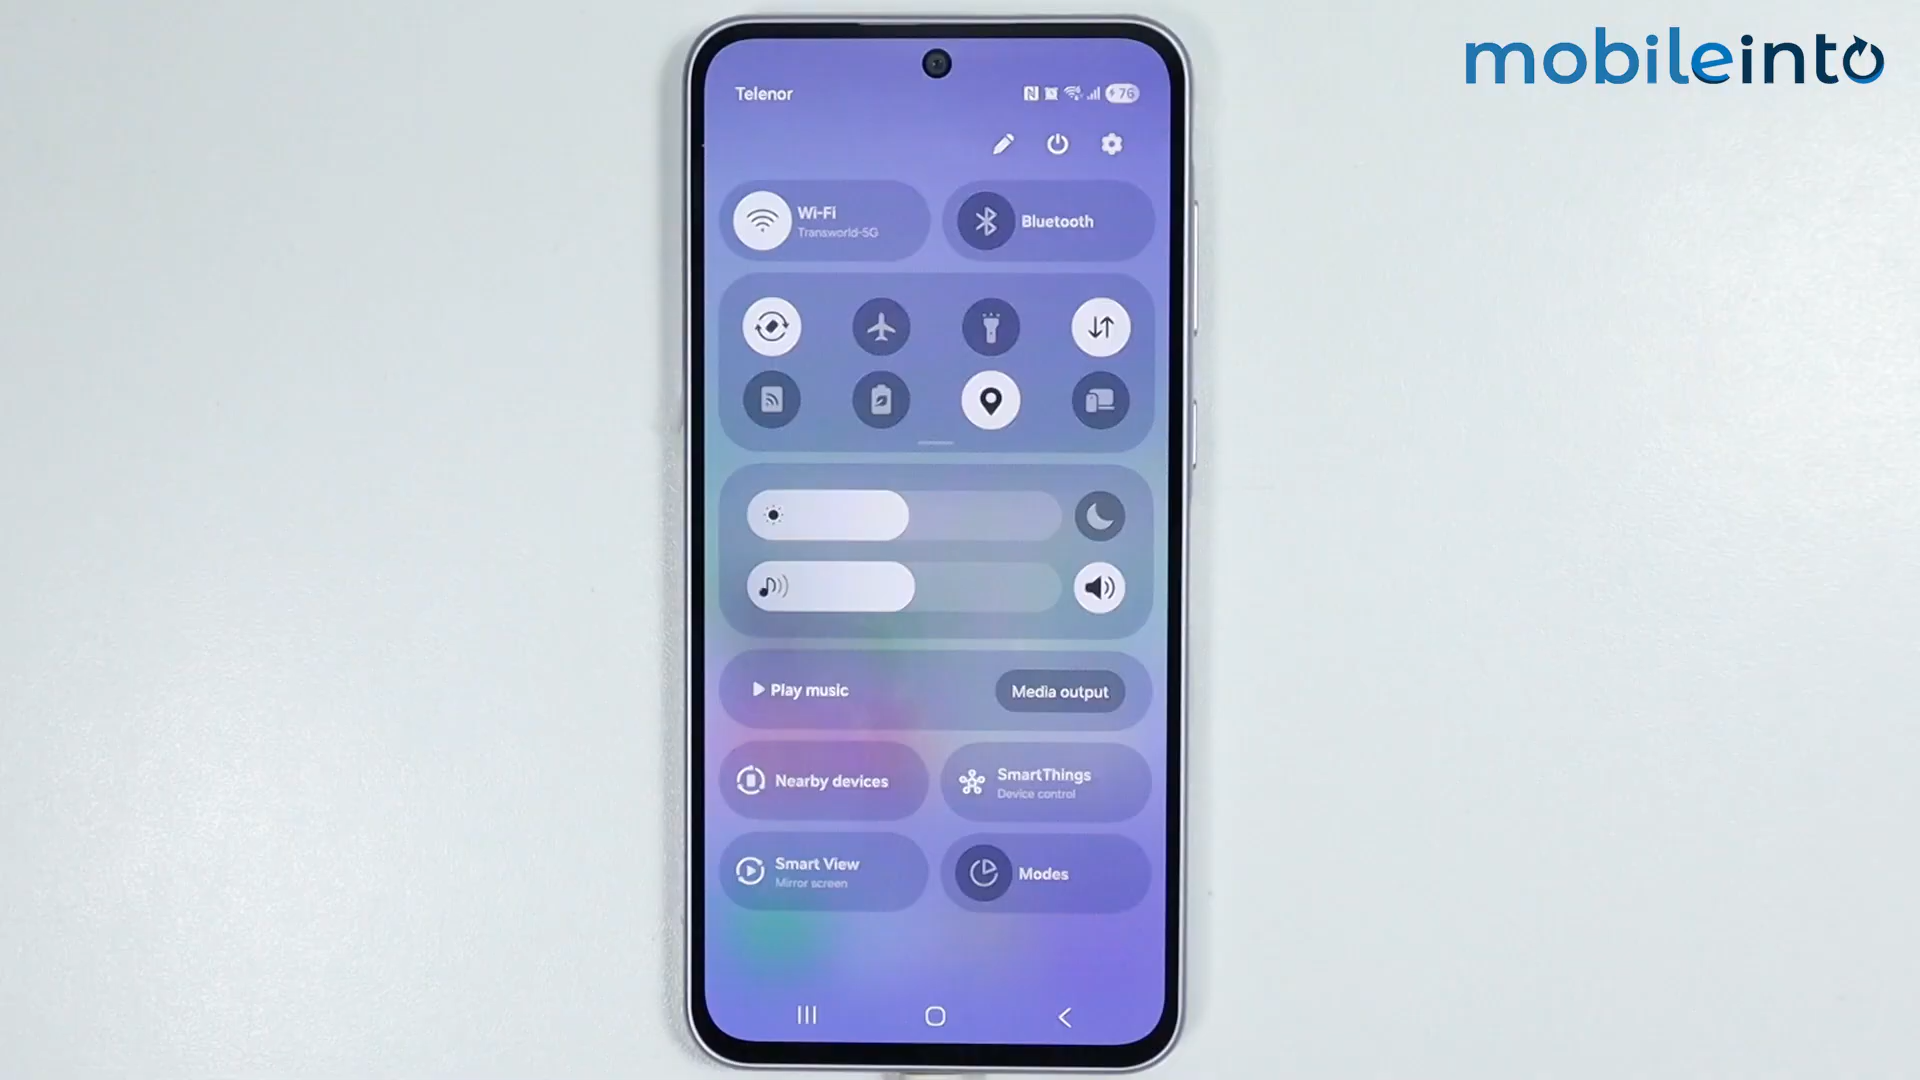 mobileinto
Telenor
76
Wi-Fi
Transworld-5G
Bluetooth
Play music
Media output
Nearby devices
SmartThings
Device control
Smart View
Mirror screen
Modes